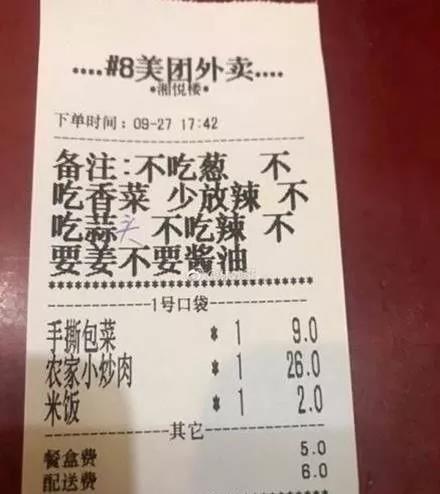 ....#8美团外卖....
*湘悦楼*
下单时间：09-27 17:42
备注:不吃葱 不
吃香菜 少放辣 不
吃蒜头 不吃辣 不
要姜不要酱油
********************************
1号口袋
手撕包菜 * 1 9.0
农家小炒肉 * 1 26.0
米饭 * 1 2.0
其它
餐盒费 5.0
配送费 6.0